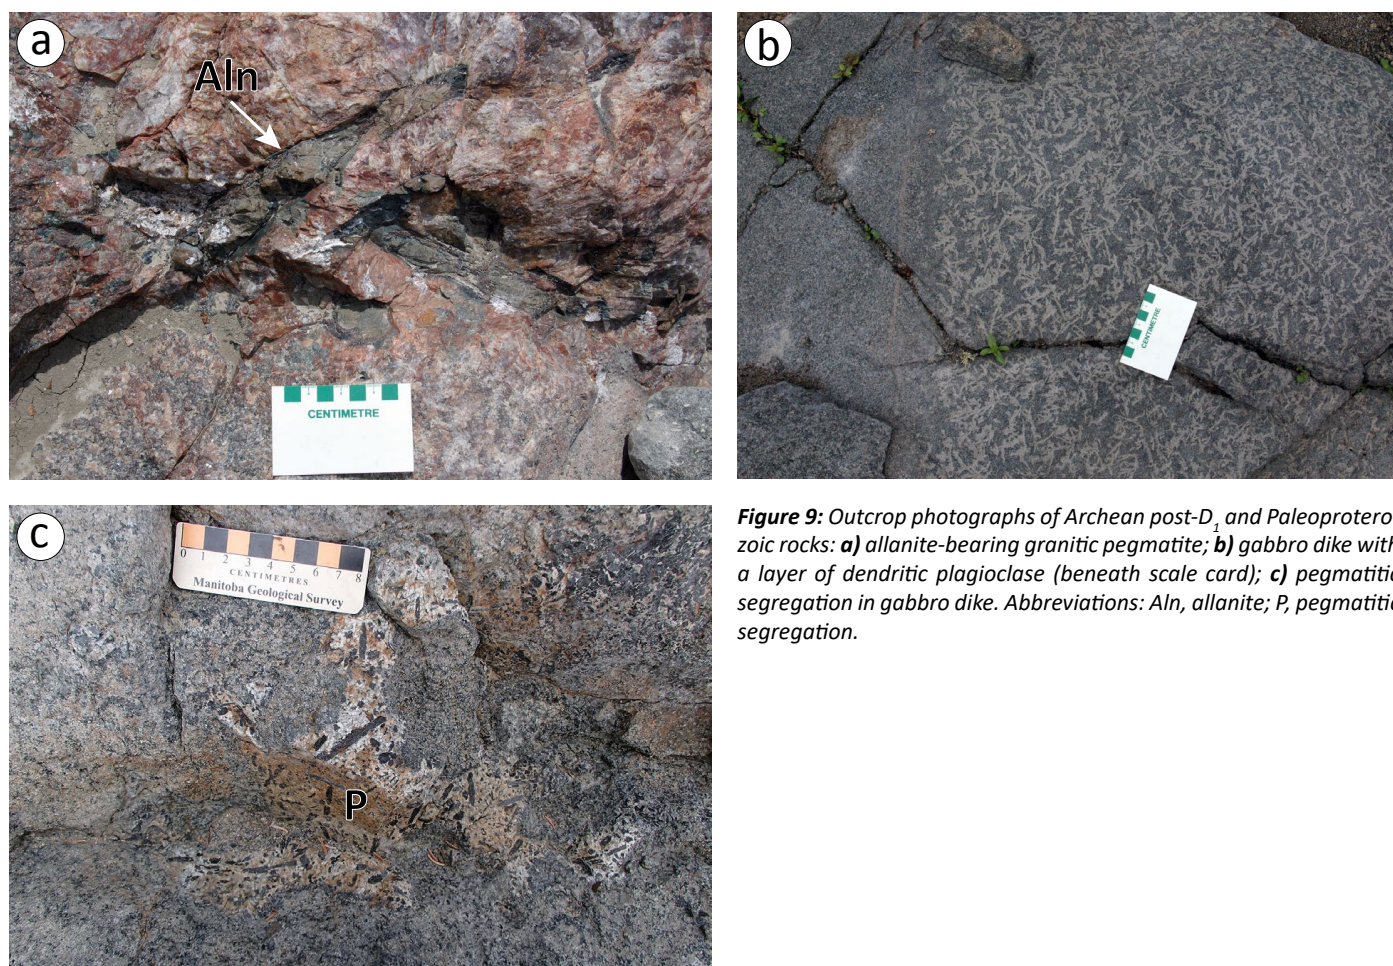 a
Aln
CENTIMETRE
b
CENTIMETRE
c
0 1 2 3 4 5 6 7 8
CENTIMETRES
Manitoba Geological Survey
P
Figure 9: Outcrop photographs of Archean post-D1 and Paleoprotero
zoic rocks: a) allanite-bearing granitic pegmatite; b) gabbro dike with
a layer of dendritic plagioclase (beneath scale card); c) pegmatitic
segregation in gabbro dike. Abbreviations: Aln, allanite; P, pegmatitic
segregation.